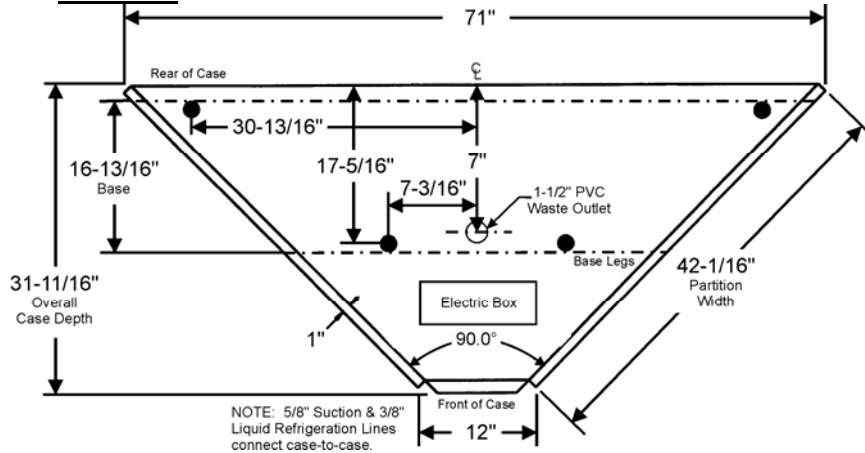 71"
Rear of Case
℄
30-13/16"
16-13/16"
Base
17-5/16"
7"
7-3/16"
1-1/2" PVC
Waste Outlet
31-11/16"
Overall
Case Depth
Base Legs
42-1/16"
Partition
Width
Electric Box
1"
90.0°
Front of Case
NOTE: 5/8" Suction & 3/8"
Liquid Refrigeration Lines
connect case-to-case.
12"